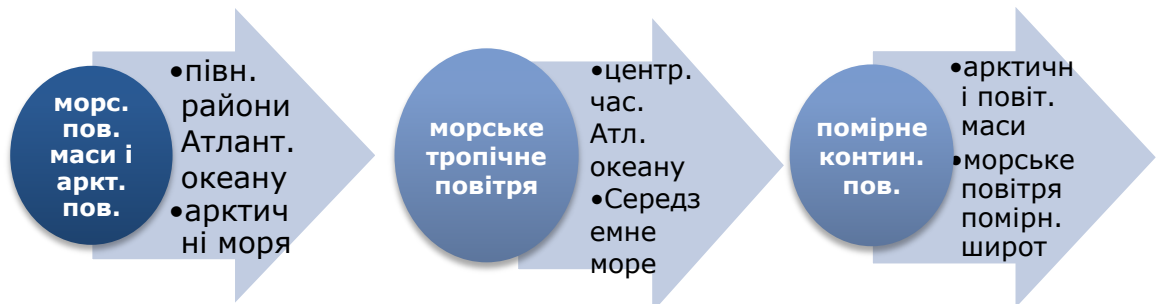 морс.
пов.
маси і
аркт.
пов.
•півн.
райони
Атлант.
океану
•арктич
ні моря
морське
тропічне
повітря
•центр.
час.
Атл.
океану
•Середз
емне
море
помірне
контин.
пов.
•арктичн
і повіт.
маси
•морське
повітря
помірн.
широт